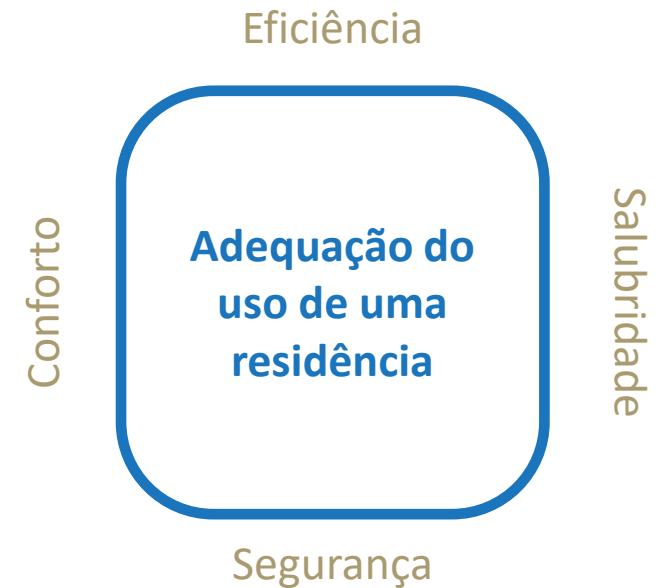 Eficiência
Conforto
Adequação do
uso de uma
residência
Salubridade
Segurança